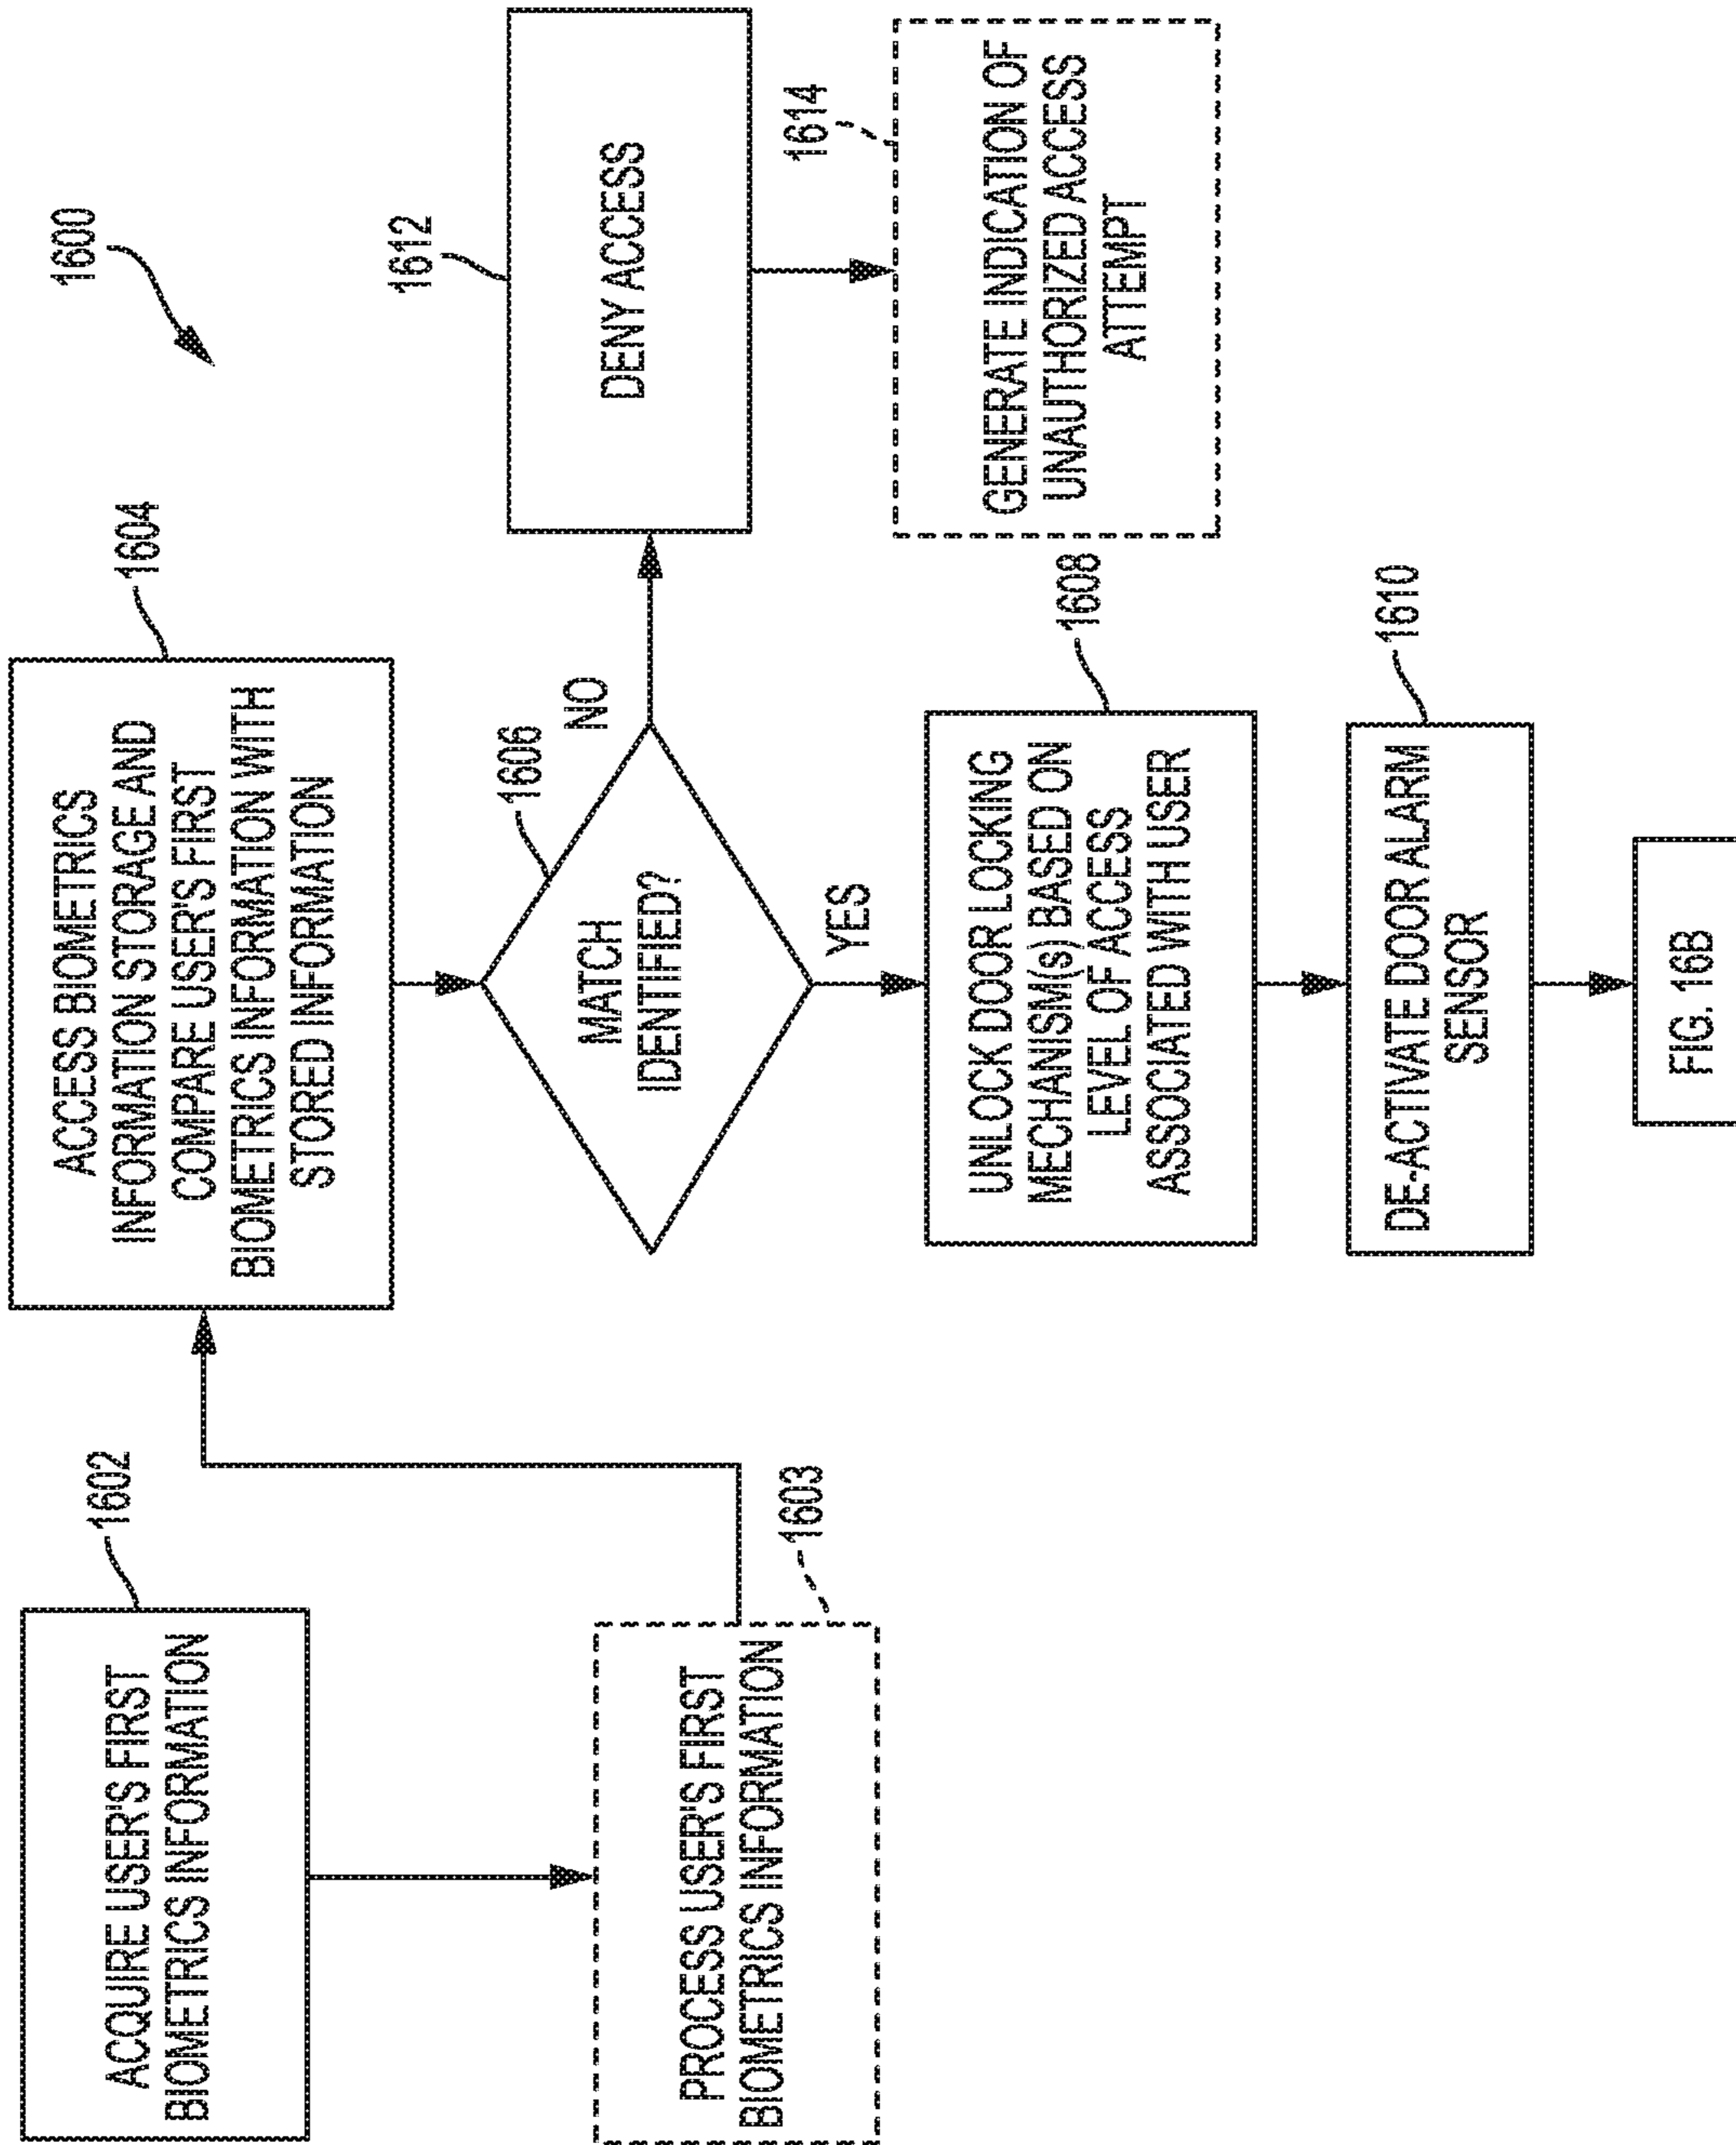 1600
1602
ACQUIRE USER'S FIRST
BIOMETRICS INFORMATION
1603
PROCESS USER'S FIRST
BIOMETRICS INFORMATION
1604
ACCESS BIOMETRICS
INFORMATION STORAGE AND
COMPARE USER'S FIRST
BIOMETRICS INFORMATION WITH
STORED INFORMATION
1606
MATCH
IDENTIFIED?
NO
YES
1612
DENY ACCESS
1614
GENERATE INDICATION OF
UNAUTHORIZED ACCESS
ATTEMPT
1608
UNLOCK DOOR LOCKING
MECHANISM(s) BASED ON
LEVEL OF ACCESS
ASSOCIATED WITH USER
1610
DE-ACTIVATE DOOR ALARM
SENSOR
FIG. 16B